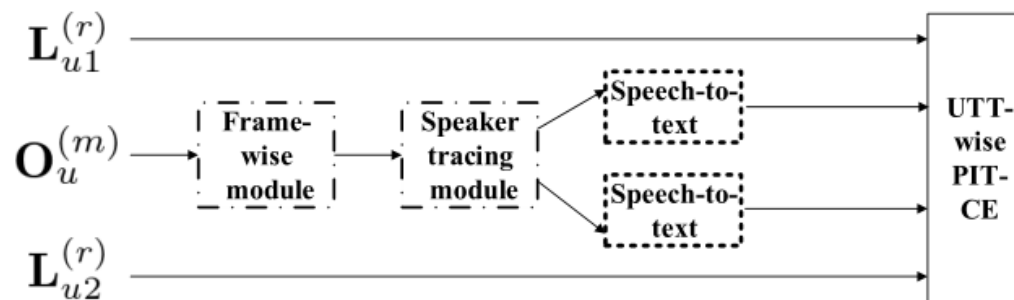 L_{u1}^{(r)}
O_u^{(m)}
Frame-
wise
module
Speaker
tracing
module
Speech-to-
text
Speech-to-
text
UTT-
wise
PIT-
CE
L_{u2}^{(r)}